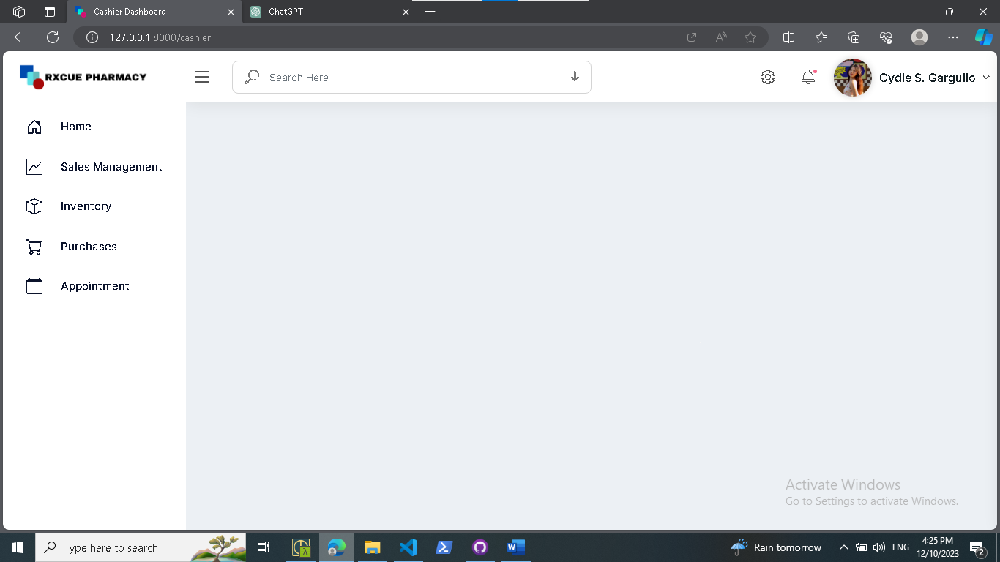 Cashier Dashboard
ChatGPT
127.0.0.1:8000/cashier
RXCUE PHARMACY
Search Here
Cydie S. Gargullo
Home
Sales Management
Inventory
Purchases
Appointment
Activate Windows
Go to Settings to activate Windows.
Type here to search
Rain tomorrow
ENG
4:25 PM
12/10/2023
2